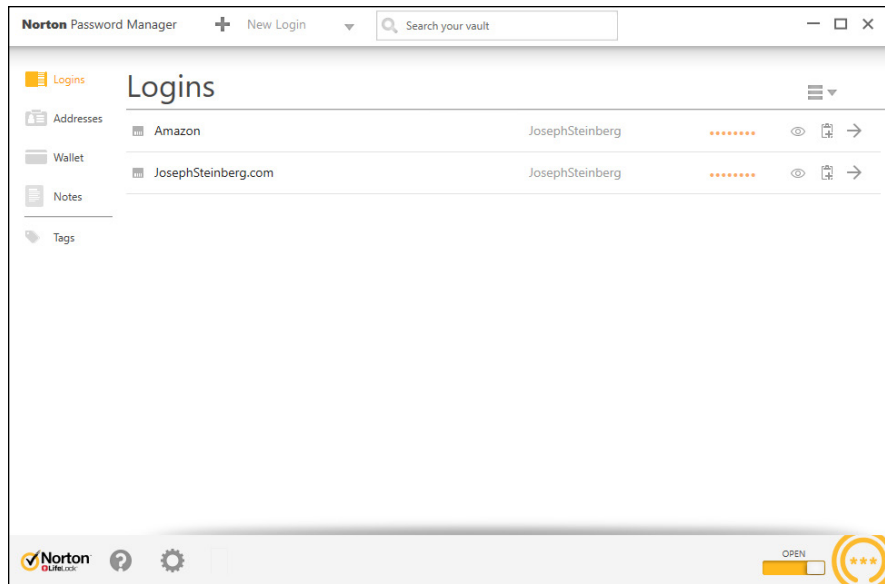 Norton Password Manager
New Login
Search your vault
Logins
Addresses
Wallet
Notes
Tags
Logins
Amazon JosephSteinberg
JosephSteinberg.com JosephSteinberg
Norton
LifeLock
OPEN